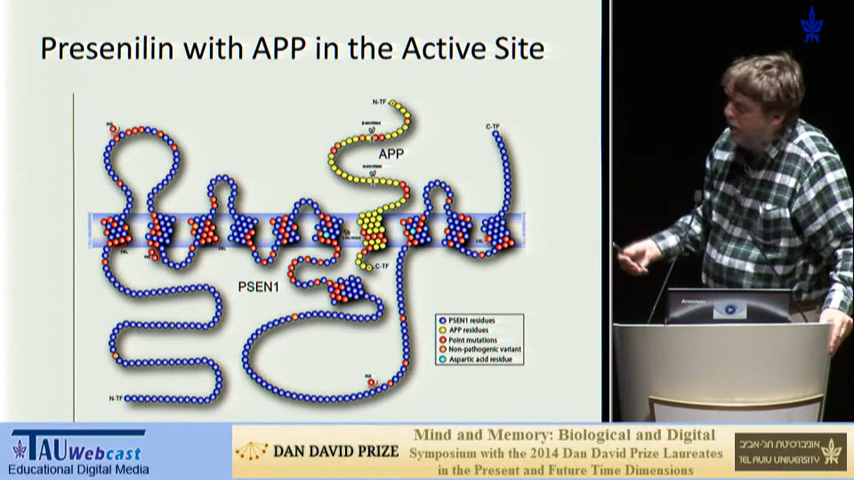 Presenilin with APP in the Active Site
N-TF
C-TF
APP
C-TF
PSEN1
PSEN1 residues
APP residues
Point mutations
Non-pathogenic variant
Aspartic acid residue
N-TF
lenovo
TAU Webcast
Educational Digital Media
DAN DAVID PRIZE
Mind and Memory: Biological and Digital
Symposium with the 2014 Dan David Prize Laureates
in the Present and Future Time Dimensions
אוניברסיטת תל-אביב
TEL AVIV UNIVERSITY